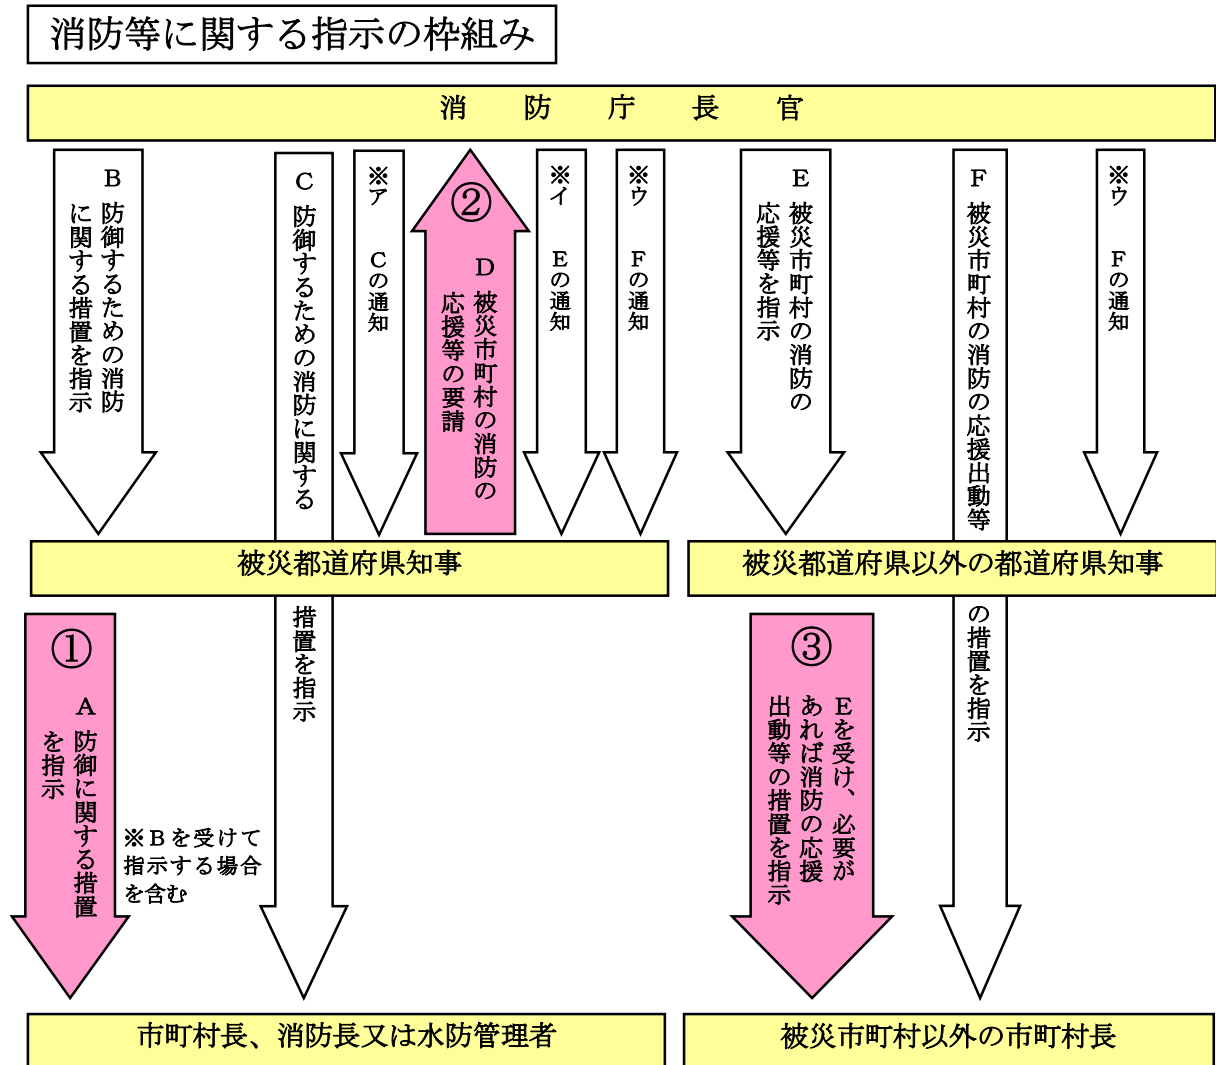 消防等に関する指示の枠組み
消防庁長官
B 防御するための消防
に関する措置を指示
C 防御するための消防に関する
措置を指示
※ア Cの通知
②
D 被災市町村の消防の
応援等の要請
※イ Eの通知
※ウ Fの通知
E 被災市町村の消防の
応援等を指示
F 被災市町村の消防の応援出動等
の措置を指示
※ウ Fの通知
被災都道府県知事
被災都道府県以外の都道府県知事
①
A 防御に関する措置
を指示
※Bを受けて
指示する場合
を含む
③
Eを受け、必要が
あれば消防の応援
出動等の措置を指示
市町村長、消防長又は水防管理者
被災市町村以外の市町村長